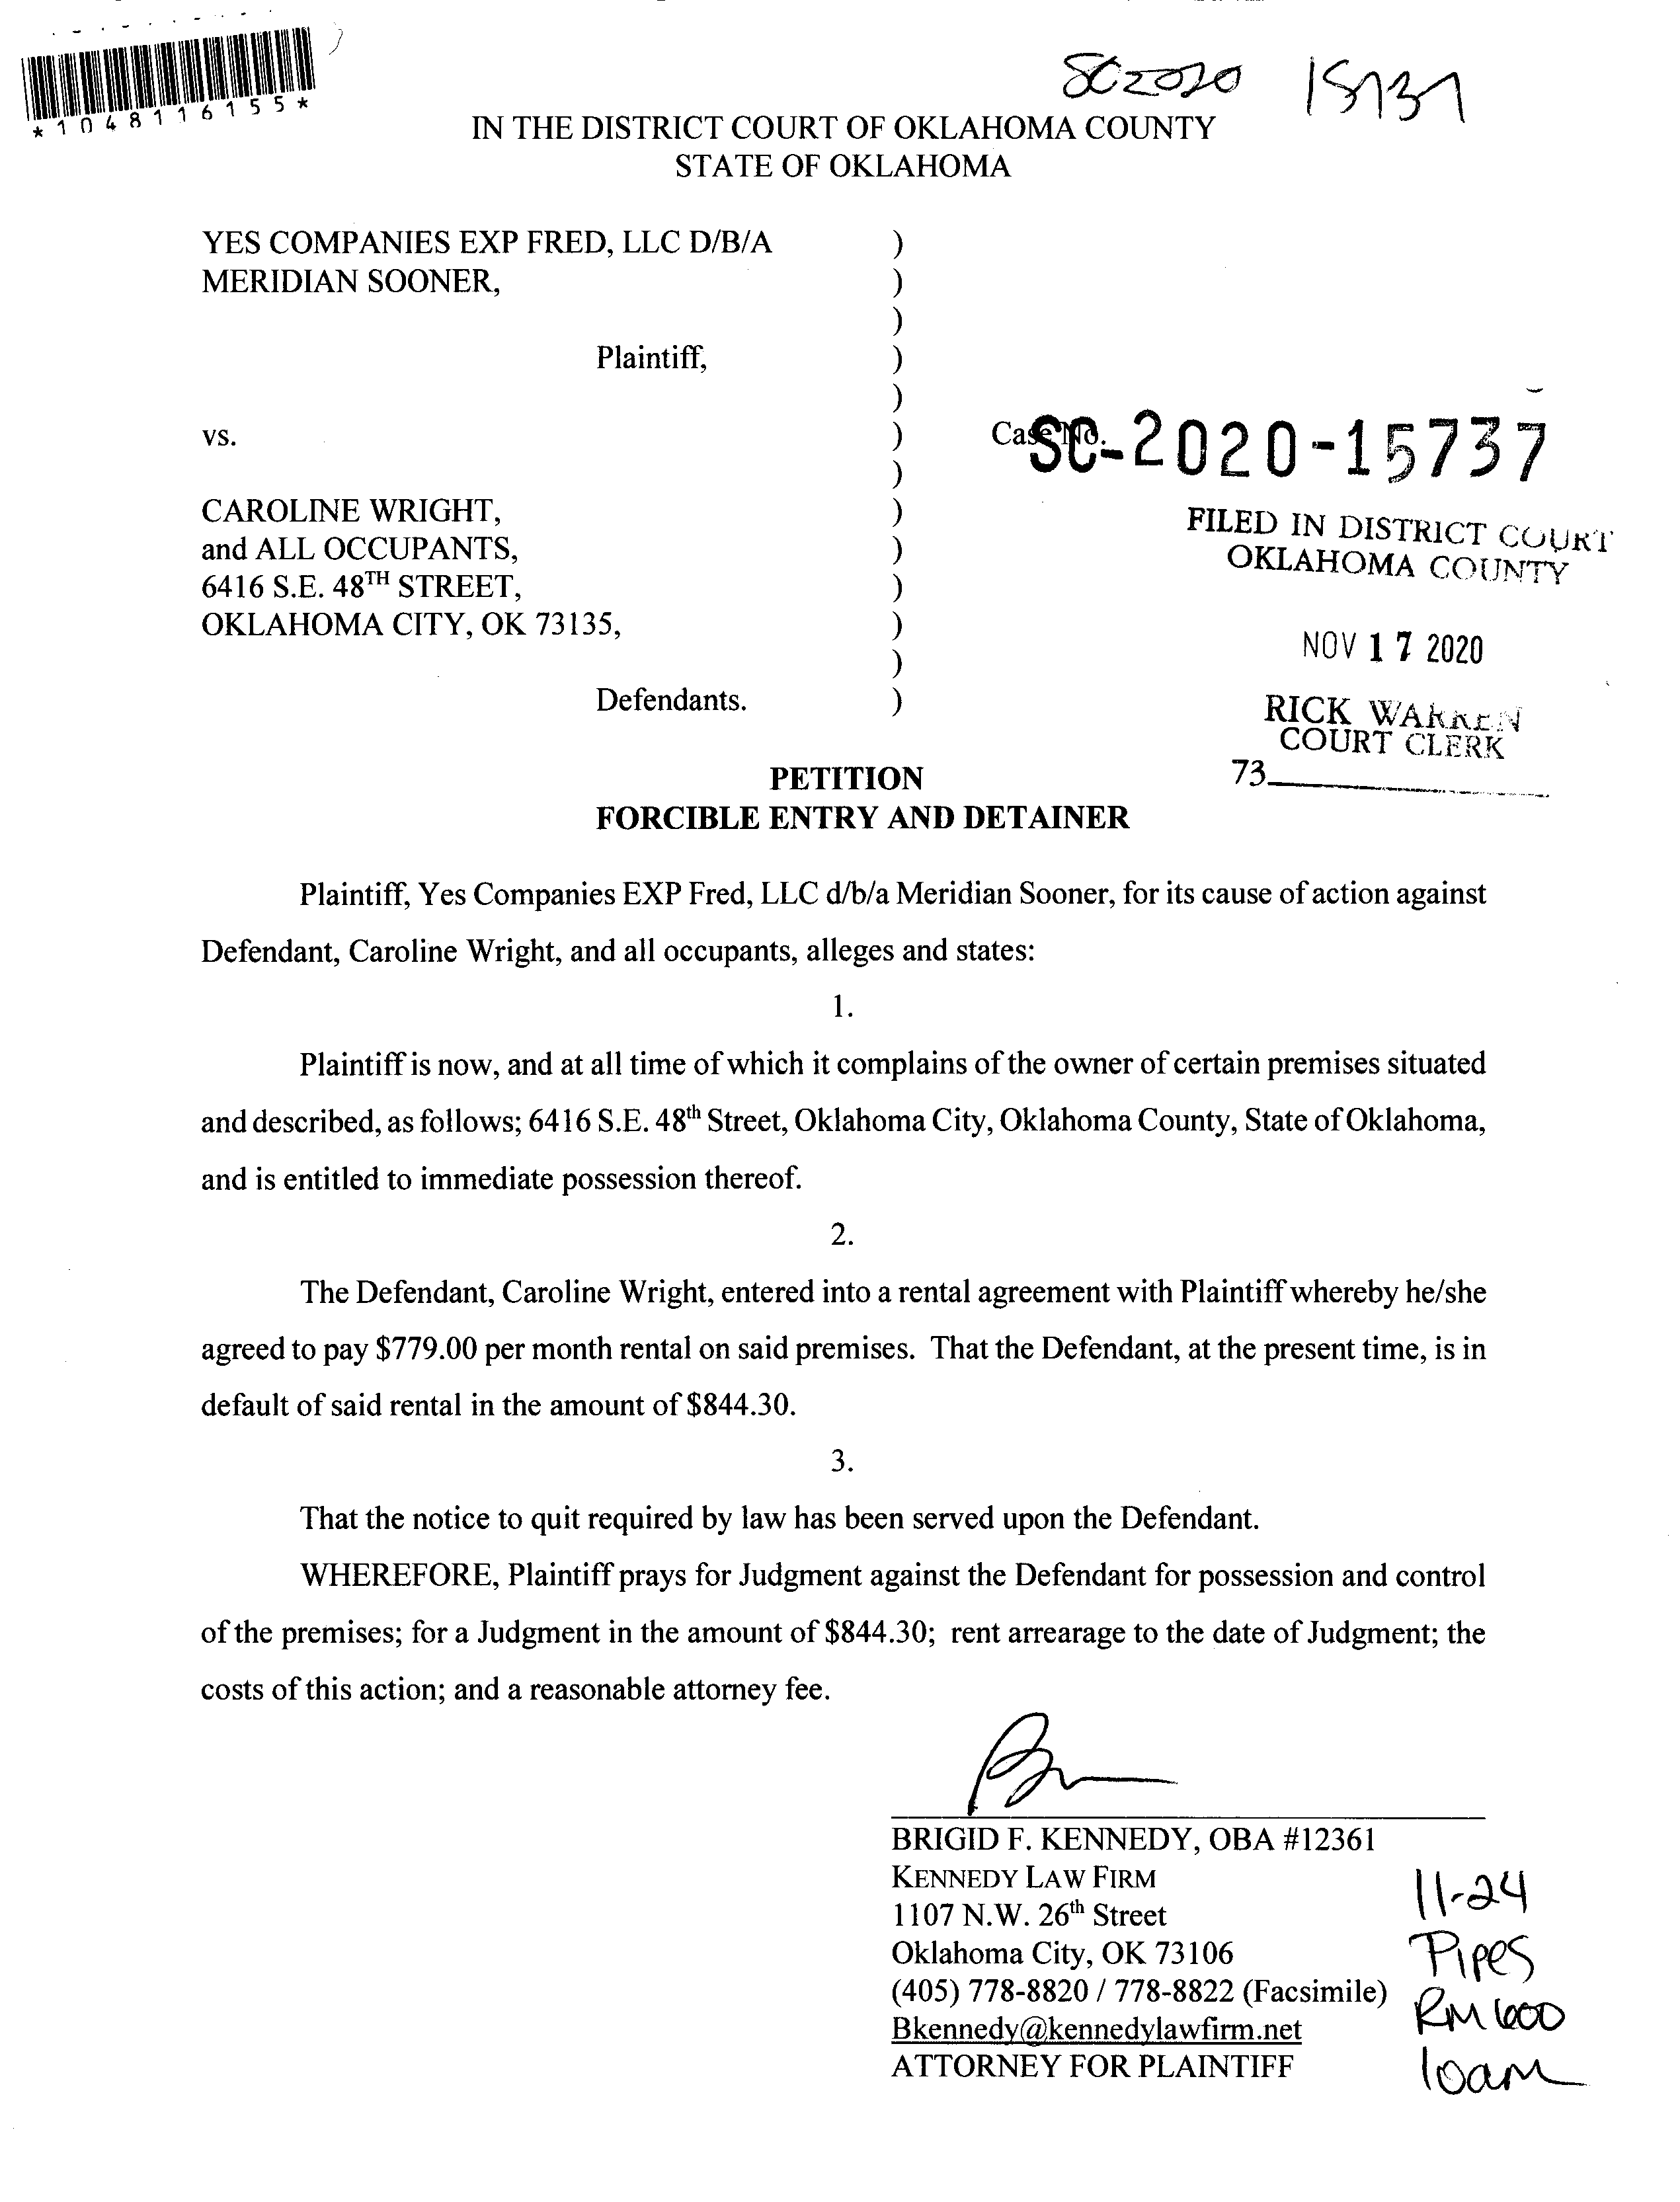 *1048116155*
SC2020 15737
IN THE DISTRICT COURT OF OKLAHOMA COUNTY
STATE OF OKLAHOMA
YES COMPANIES EXP FRED, LLC D/B/A )
MERIDIAN SOONER, )
)
Plaintiff, )
)
vs. ) Case No. SC-2020-15737
)
CAROLINE WRIGHT, )
and ALL OCCUPANTS, )
6416 S.E. 48TH STREET, )
OKLAHOMA CITY, OK 73135, )
)
Defendants. )
FILED IN DISTRICT COURT
OKLAHOMA COUNTY
NOV 17 2020
RICK WARREN
COURT CLERK
73
PETITION
FORCIBLE ENTRY AND DETAINER
Plaintiff, Yes Companies EXP Fred, LLC d/b/a Meridian Sooner, for its cause of action against
Defendant, Caroline Wright, and all occupants, alleges and states:
1.
Plaintiff is now, and at all time of which it complains of the owner of certain premises situated
and described, as follows; 6416 S.E. 48th Street, Oklahoma City, Oklahoma County, State of Oklahoma,
and is entitled to immediate possession thereof.
2.
The Defendant, Caroline Wright, entered into a rental agreement with Plaintiff whereby he/she
agreed to pay $779.00 per month rental on said premises. That the Defendant, at the present time, is in
default of said rental in the amount of $844.30.
3.
That the notice to quit required by law has been served upon the Defendant.
WHEREFORE, Plaintiff prays for Judgment against the Defendant for possession and control
of the premises; for a Judgment in the amount of $844.30; rent arrearage to the date of Judgment; the
costs of this action; and a reasonable attorney fee.
BRIGID F. KENNEDY, OBA #12361
KENNEDY LAW FIRM
1107 N.W. 26th Street
Oklahoma City, OK 73106
(405) 778-8820 / 778-8822 (Facsimile)
Bkennedy@kennedylawfirm.net
ATTORNEY FOR PLAINTIFF
11-24
Pipes
RM 600
10am